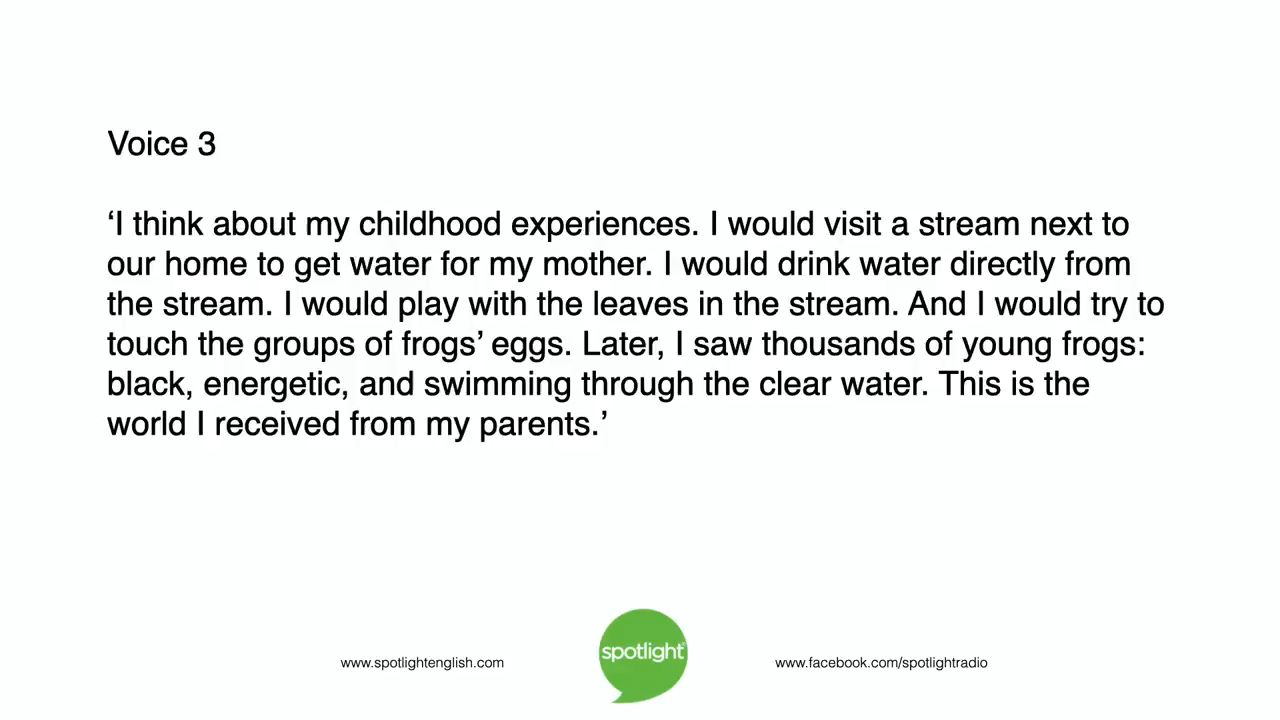 Voice 3
‘I think about my childhood experiences. I would visit a stream next to
our home to get water for my mother. I would drink water directly from
the stream. I would play with the leaves in the stream. And I would try to
touch the groups of frogs’ eggs. Later, I saw thousands of young frogs:
black, energetic, and swimming through the clear water. This is the
world I received from my parents.’
www.spotlightenglish.com
spotlight
www.facebook.com/spotlightradio